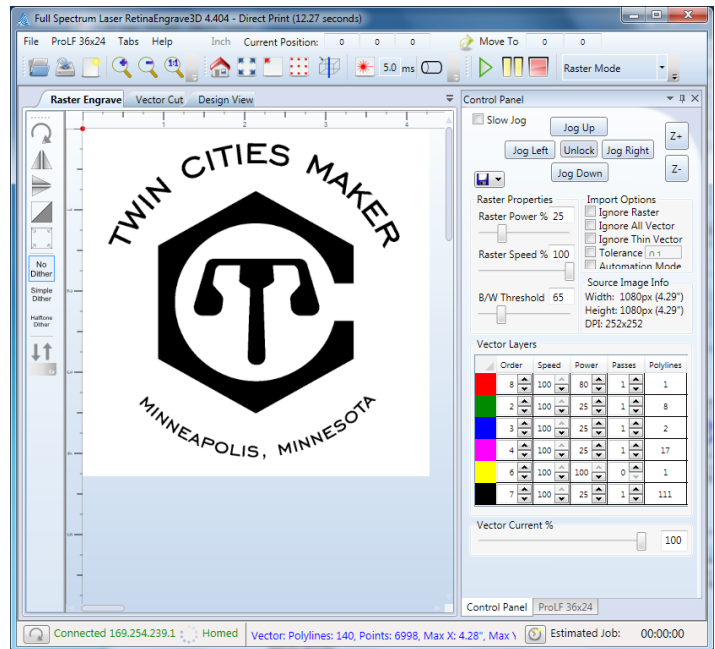 Full Spectrum Laser RetinaEngrave3D 4.404 - Direct Print (12.27 seconds)
File ProLF 36x24 Tabs Help Inch Current Position: 0 0 0 Move To 0 0
1:1 5.0 ms Raster Mode
Raster Engrave Vector Cut Design View
1 2 3 4
No
Dither
Simple
Dither
Halftone
Dither
TWIN CITIES MAKER
MINNEAPOLIS, MINNESOTA
Control Panel
Slow Jog
Jog Up
Z+
Jog Left Unlock Jog Right
Jog Down
Z-
Raster Properties
Raster Power % 25
Raster Speed % 100
B/W Threshold 65
Import Options
Ignore Raster
Ignore All Vector
Ignore Thin Vector
Tolerance 0.1
Automation Mode
Source Image Info
Width: 1080px (4.29")
Height: 1080px (4.29")
DPI: 252x252
Vector Layers
Order Speed Power Passes Polylines
8 100 80 1 1
2 100 25 1 8
3 100 25 1 2
4 100 25 1 17
6 100 100 0 1
7 100 25 1 111
Vector Current %
100
Control Panel ProLF 36x24
Connected 169.254.239.1 Homed Vector: Polylines: 140, Points: 6998, Max X: 4.28", Max Estimated Job: 00:00:00